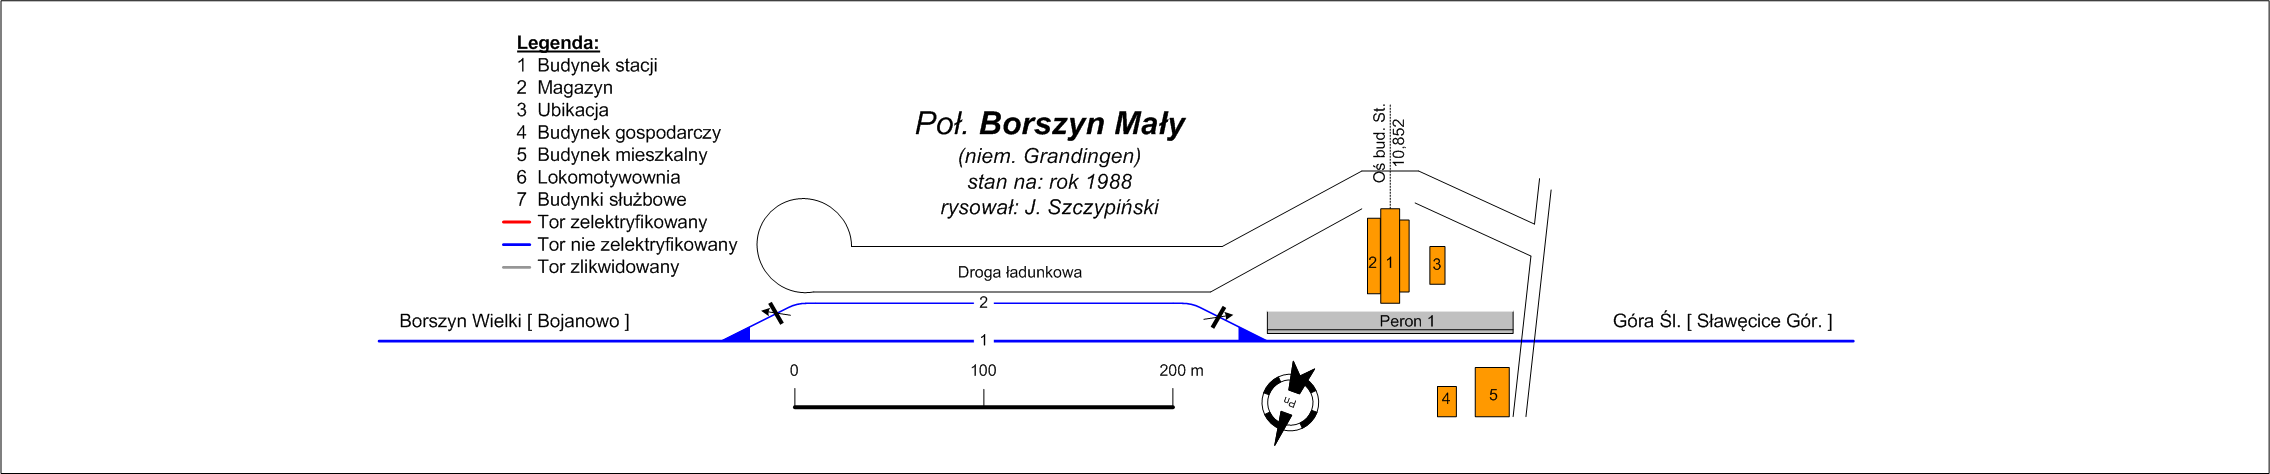 Legenda:
1 Budynek stacji
2 Magazyn
3 Ubikacja
4 Budynek gospodarczy
5 Budynek mieszkalny
6 Lokomotywownia
7 Budynki służbowe
Tor zelektryfikowany
Tor nie zelektryfikowany
Tor zlikwidowany
Poł. Borszyn Mały
(niem. Grandingen)
stan na: rok 1988
rysował: J. Szczypiński
Oś bud. St.
10,852
2 1 3
Droga ładunkowa
2
Borszyn Wielki [ Bojanowo ]
Peron 1
Góra Śl. [ Sławęcice Gór. ]
1
0 100 200 m
Pn
4 5